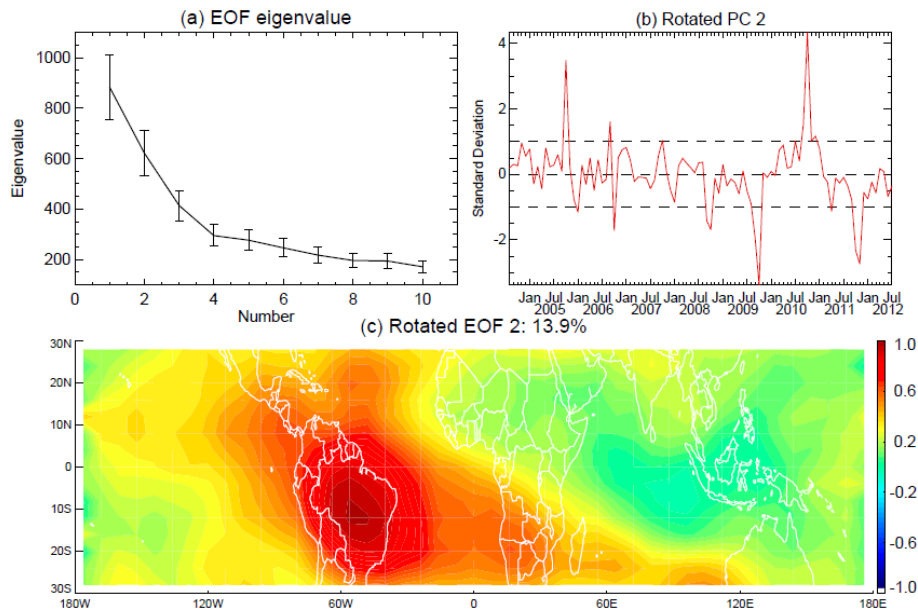 (a) EOF eigenvalue
(b) Rotated PC 2
1000
800
600
400
200
Eigenvalue
0 2 4 6 8 10
Number
4
2
0
-2
Standard Deviation
Jan Jul Jan Jul Jan Jul Jan Jul Jan Jul Jan Jul Jan Jul Jan Jul
2005 2006 2007 2008 2009 2010 2011 2012
(c) Rotated EOF 2: 13.9%
30N
20N
10N
0
10S
20S
30S
180W 120W 60W 0 60E 120E 180E
1.0
0.6
0.2
-0.2
-0.4
-0.8
-1.0